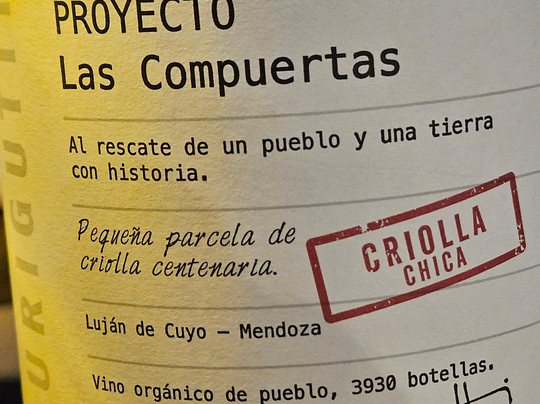 PROYECTO
Las Compuertas
Al rescate de un pueblo y una tierra
con historia.
Pequeña parcela de
criolla centenaria.
CRIOLLA
CHICA
Luján de Cuyo – Mendoza
Vino orgánico de pueblo, 3930 botellas.